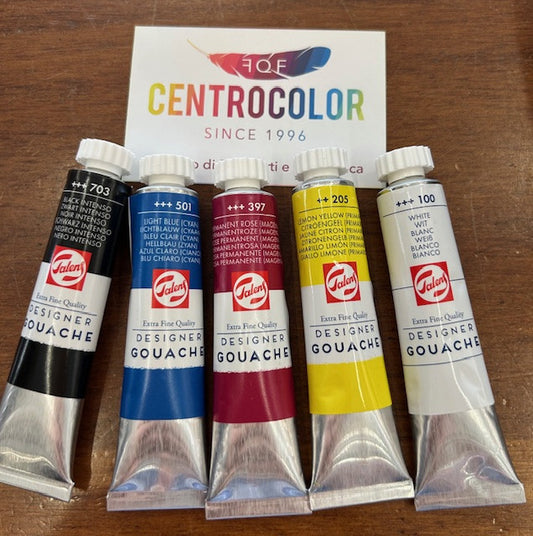 FQF
CENTROCOLOR
SINCE 1996
+++ 703
BLACK INTENSO
ZWART INTENSO
NOIR INTENSO
SCHWARZ INTENSO
NEGRO INTENSO
NERO INTENSO
Talens
Extra Fine Quality
DESIGNER
GOUACHE
+++ 501
LIGHT BLUE (CYAN)
LICHTBLAUW (CYAN)
BLEU CLAIR (CYAN)
HELLBLAU (CYAN)
AZUL CLARO (CIANO)
BLU CHIARO (CYAN)
Talens
Extra Fine Quality
DESIGNER
GOUACHE
+++ 397
Talens
Extra Fine Quality
DESIGNER
GOUACHE
+ 205
LEMON YELLOW (PRIM
Talens
Extra Fine Quality
DESIGNER
GOUACHE
+++ 100
WHITE
WIT
BLANC
WEIß
BLANCO
BIANCO
Talens
Extra Fine Quality
DESIGNER
GOUACHE